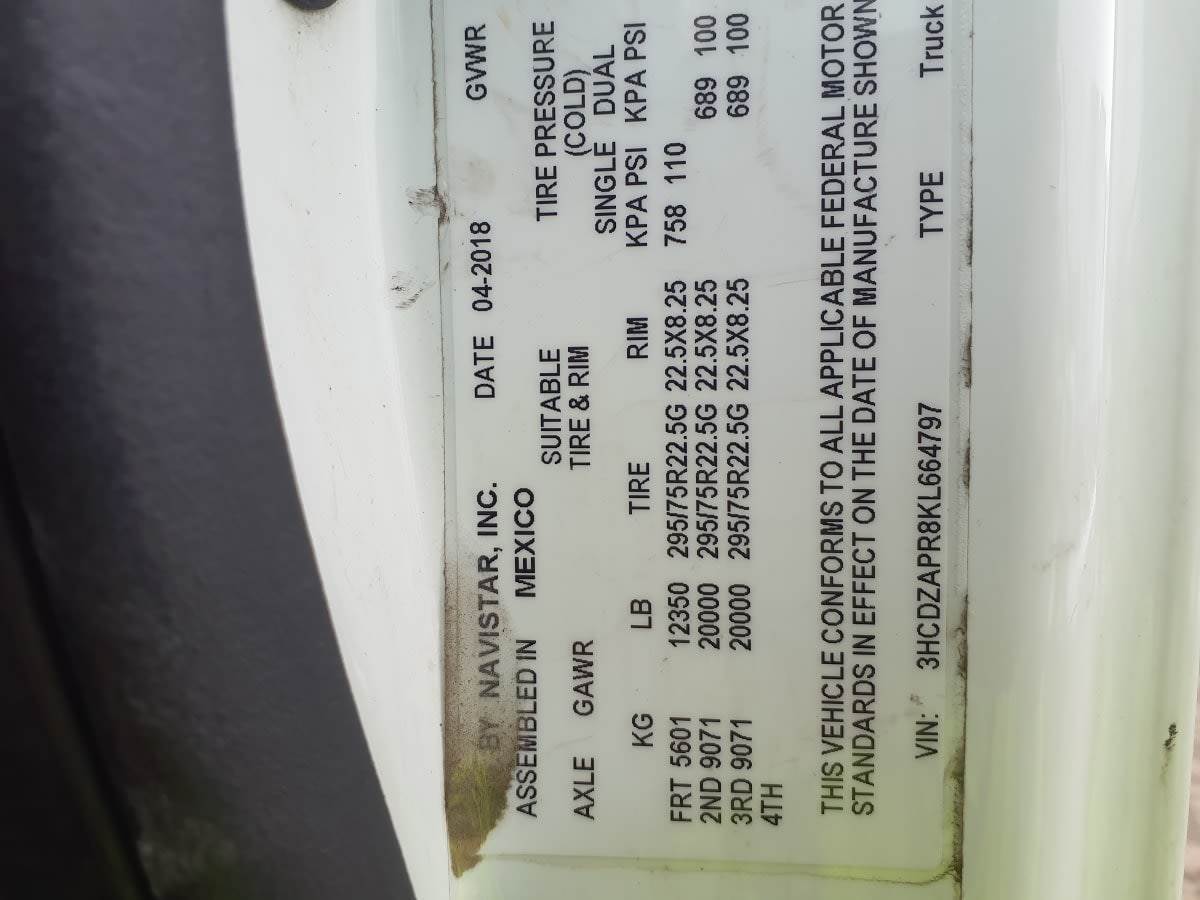 BY NAVISTAR, INC. DATE 04-2018 GVWR
ASSEMBLED IN MEXICO
AXLE GAWR SUITABLE TIRE & RIM TIRE PRESSURE (COLD)
SINGLE DUAL
KG LB TIRE RIM KPA PSI KPA PSI
FRT 5601 12350 295/75R22.5G 22.5X8.25 758 110
2ND 9071 20000 295/75R22.5G 22.5X8.25 689 100
3RD 9071 20000 295/75R22.5G 22.5X8.25 689 100
4TH
THIS VEHICLE CONFORMS TO ALL APPLICABLE FEDERAL MOTOR
STANDARDS IN EFFECT ON THE DATE OF MANUFACTURE SHOWN
VIN: 3HCDZAPR8KL664797 TYPE Truck